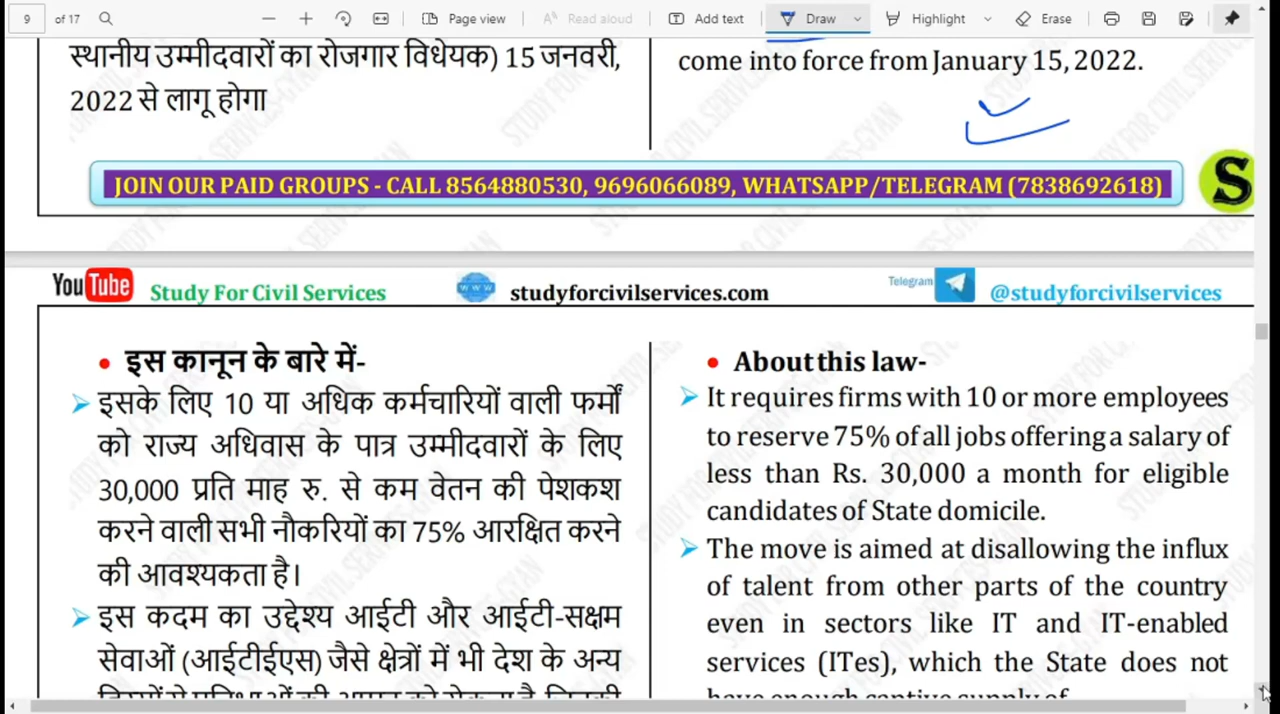 9 of 17 Page view Read aloud Add text Draw Highlight Erase
स्थानीय उम्मीदवारों का रोजगार विधेयक) 15 जनवरी,
2022 से लागू होगा
come into force from January 15, 2022.
JOIN OUR PAID GROUPS - CALL 8564880530, 9696066089, WHATSAPP/TELEGRAM (7838692618)
S
YouTube Study For Civil Services www studyforcivilservices.com Telegram @studyforcivilservices
• इस कानून के बारे में-
➢ इसके लिए 10 या अधिक कर्मचारियों वाली फर्मों
को राज्य अधिवास के पात्र उम्मीदवारों के लिए
30,000 प्रति माह रु. से कम वेतन की पेशकश
करने वाली सभी नौकरियों का 75% आरक्षित करने
की आवश्यकता है।
➢ इस कदम का उद्देश्य आईटी और आईटी-सक्षम
सेवाओं (आईटीईएस) जैसे क्षेत्रों में भी देश के अन्य
• About this law-
➢ It requires firms with 10 or more employees
to reserve 75% of all jobs offering a salary of
less than Rs. 30,000 a month for eligible
candidates of State domicile.
➢ The move is aimed at disallowing the influx
of talent from other parts of the country
even in sectors like IT and IT-enabled
services (ITes), which the State does not
have enough captive supply of